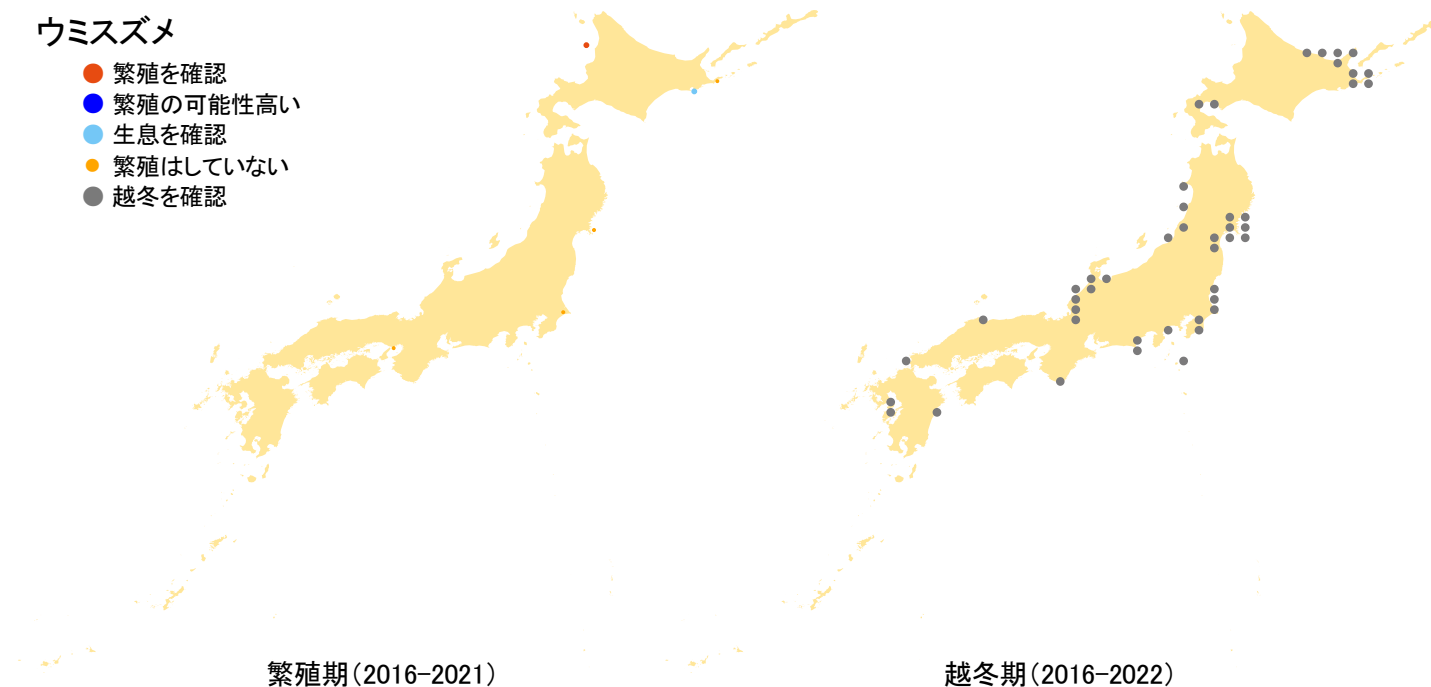 ウミスズメ
繁殖を確認
繁殖の可能性高い
生息を確認
繁殖はしていない
越冬を確認
繁殖期(2016-2021)
越冬期(2016-2022)